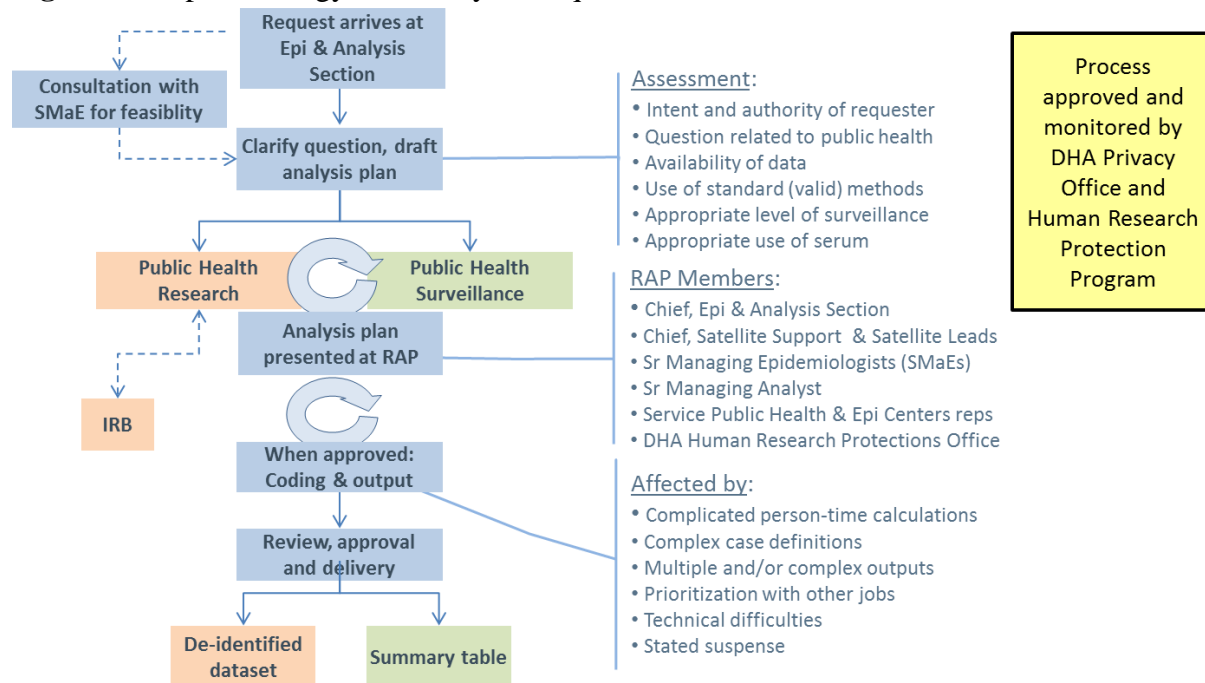 Request arrives at
Epi & Analysis
Section
Consultation with
SMaE for feasiblity
Clarify question, draft
analysis plan
Public Health
Research
Public Health
Surveillance
Analysis plan
presented at RAP
IRB
When approved:
Coding & output
Review, approval
and delivery
De-identified
dataset
Summary table
Assessment:
• Intent and authority of requester
• Question related to public health
• Availability of data
• Use of standard (valid) methods
• Appropriate level of surveillance
• Appropriate use of serum
RAP Members:
• Chief, Epi & Analysis Section
• Chief, Satellite Support & Satellite Leads
• Sr Managing Epidemiologists (SMaEs)
• Sr Managing Analyst
• Service Public Health & Epi Centers reps
• DHA Human Research Protections Office
Affected by:
• Complicated person-time calculations
• Complex case definitions
• Multiple and/or complex outputs
• Prioritization with other jobs
• Technical difficulties
• Stated suspense
Process
approved and
monitored by
DHA Privacy
Office and
Human Research
Protection
Program